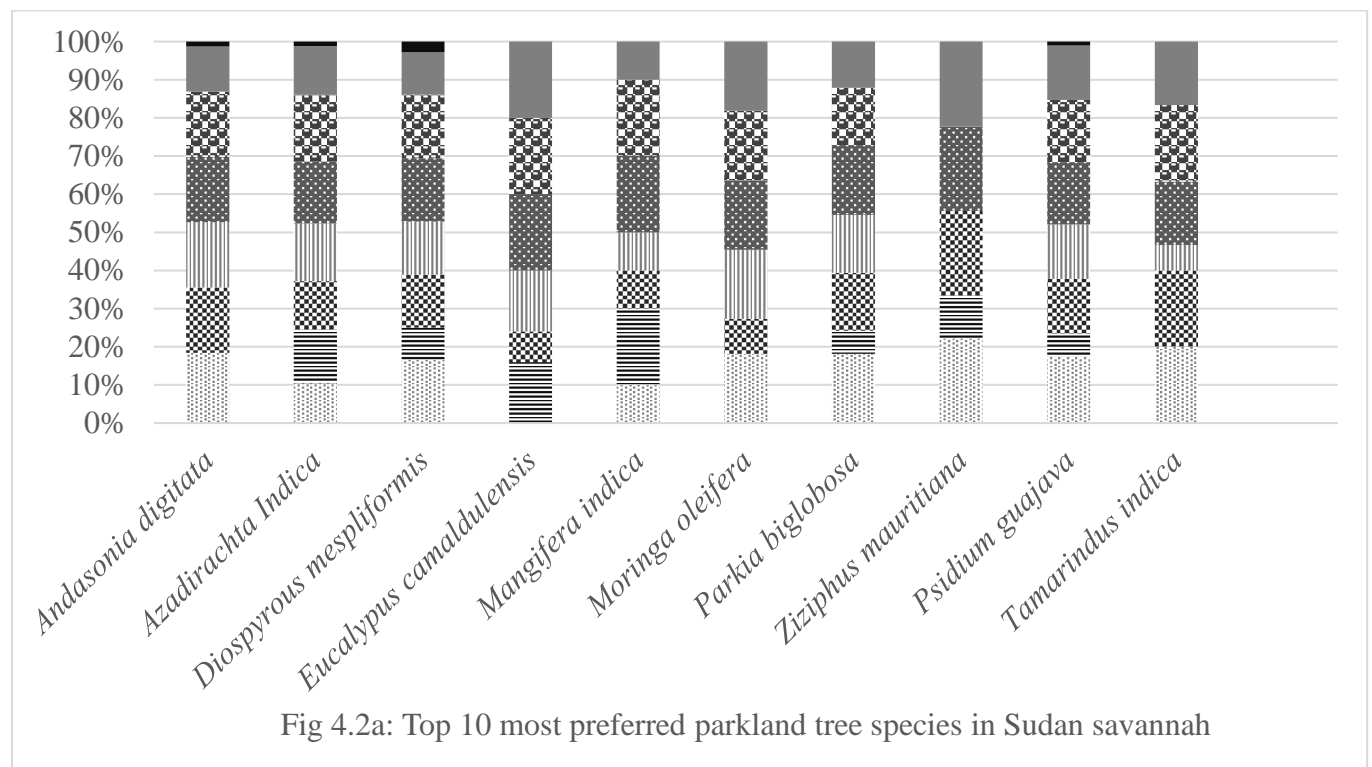 100%
90%
80%
70%
60%
50%
40%
30%
20%
10%
0%
Andasonia digitata
Azadirachta Indica
Diospyrous mespliformis
Eucalypus camaldulensis
Mangifera indica
Moringa oleifera
Parkia biglobosa
Ziziphus mauritiana
Psidium guajava
Tamarindus indica
Fig 4.2a: Top 10 most preferred parkland tree species in Sudan savannah